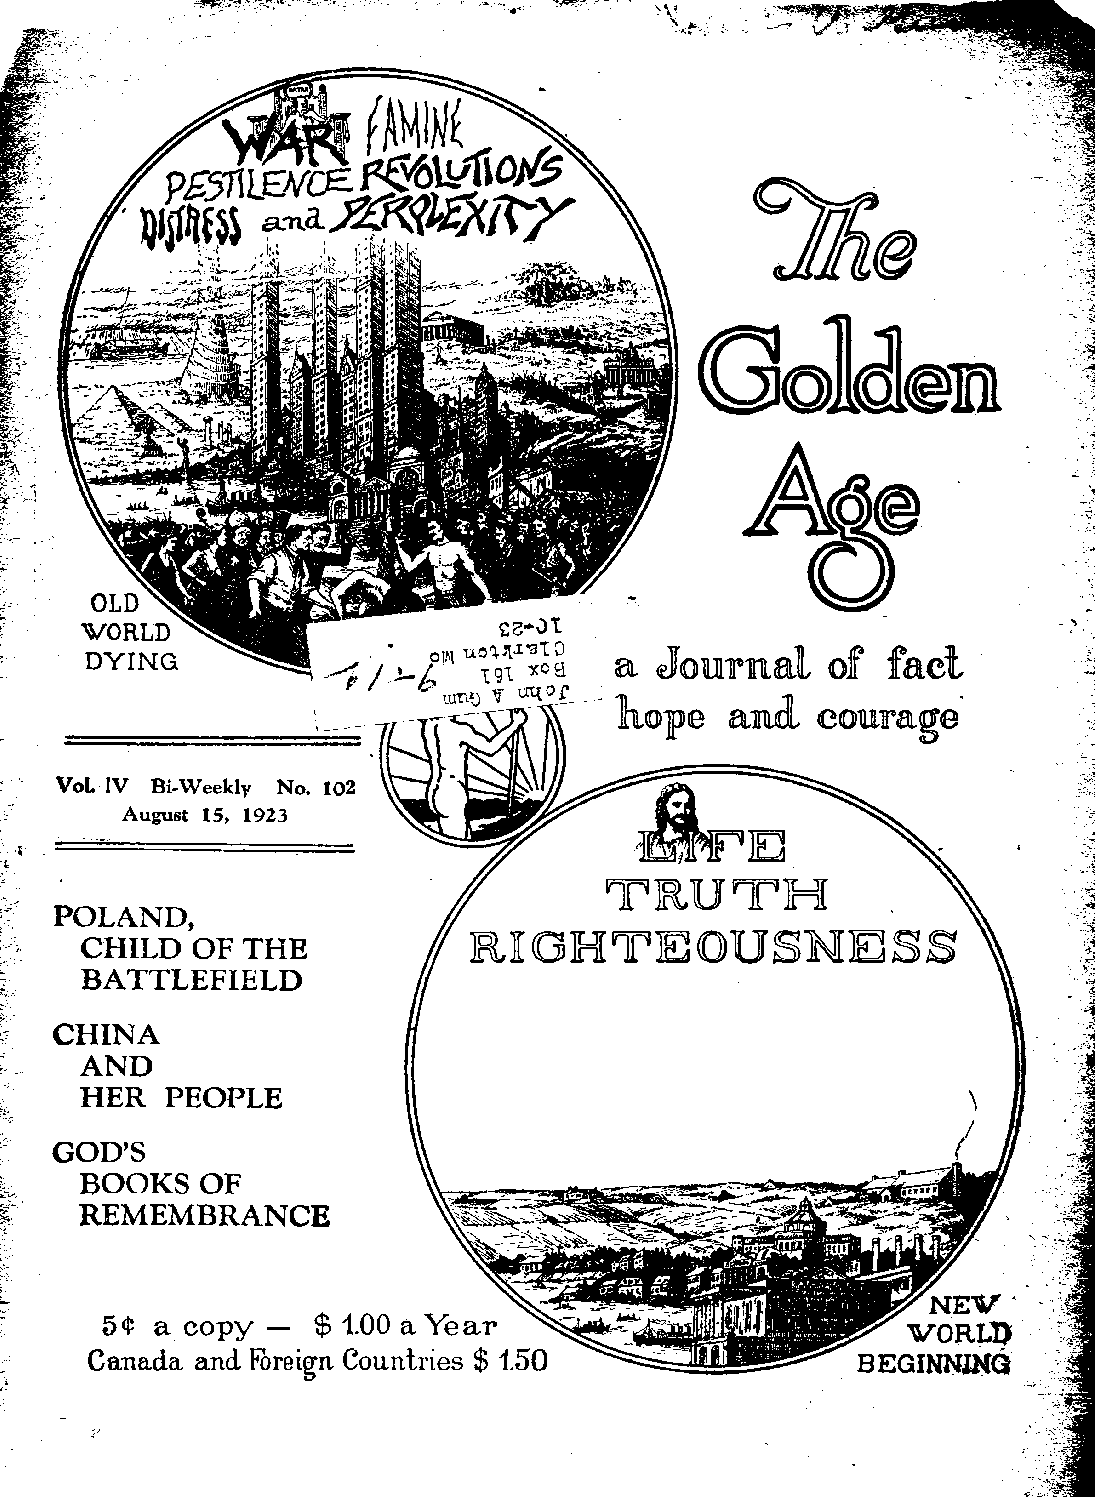 WAR FAMINE
PESTILENCE REVOLUTIONS
DISTRESS and PERPLEXITY
The
Golden
Age
OLD
WORLD
DYING
John A Gum
Box 161
Clarkton Mo
10-23
a Journal of fact
hope and courage
Vol. IV Bi-Weekly No. 102
August 15, 1923
LIFE
TRUTH
RIGHTEOUSNESS
POLAND,
CHILD OF THE
BATTLEFIELD
CHINA
AND
HER PEOPLE
GOD'S
BOOKS OF
REMEMBRANCE
NEW
WORLD
BEGINNING
5¢ a copy — $ 1.00 a Year
Canada and Foreign Countries $ 1.50